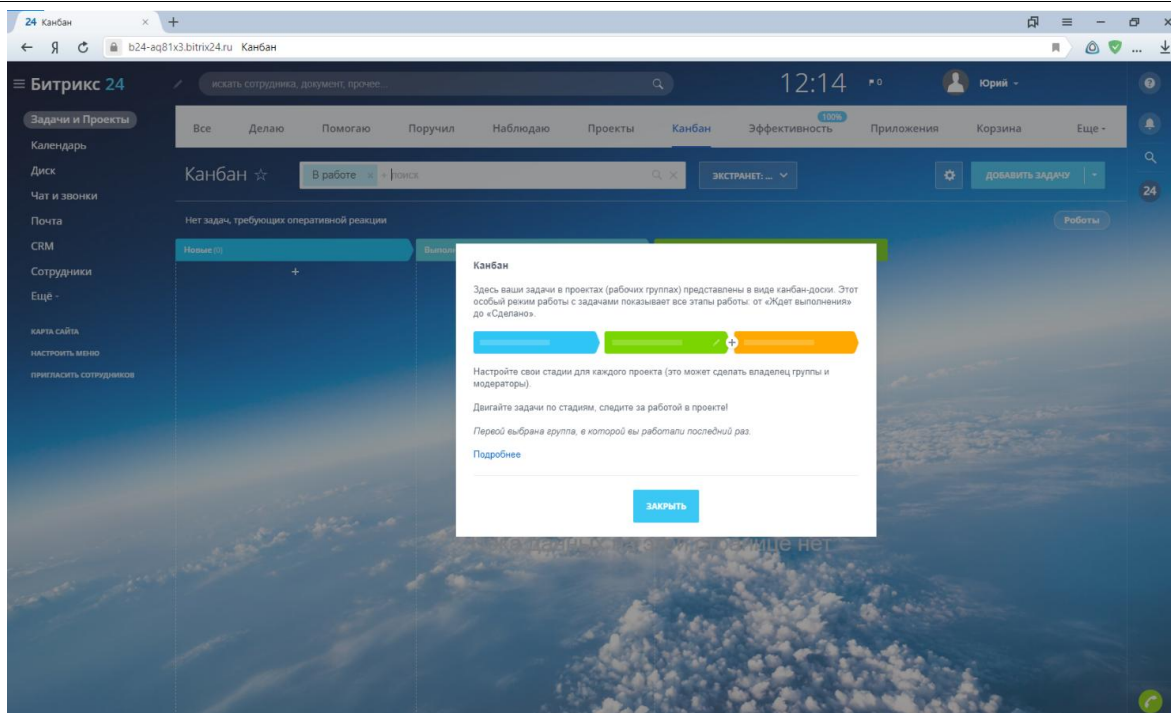 24 Канбан × +
b24-aq81x3.bitrix24.ru Канбан
Битрикс 24
искать сотрудника, документ, прочее...
12:14
0
Юрий
Задачи и Проекты
Календарь
Диск
Чат и звонки
Почта
CRM
Сотрудники
Ещё -
КАРТА САЙТА
НАСТРОИТЬ МЕНЮ
ПРИГЛАСИТЬ СОТРУДНИКОВ
Все Делаю Помогаю Поручил Наблюдаю Проекты Канбан Эффективность 100% Приложения Корзина Еще -
Канбан
В работе × + поиск
ЭКСТРАНЕТ: ...
ДОБАВИТЬ ЗАДАЧУ
24
Нет задач, требующих оперативной реакции
Роботы
Новые (0)
+
Канбан
Здесь ваши задачи в проектах (рабочих группах) представлены в виде канбан-доски. Этот
особый режим работы с задачами показывает все этапы работы: от «Ждет выполнения»
до «Сделано».
Настройте свои стадии для каждого проекта (это может сделать владелец группы и
модераторы).
Двигайте задачи по стадиям, следите за работой в проекте!
Первой выбрана группа, в которой вы работали последний раз.
Подробнее
ЗАКРЫТЬ
нет